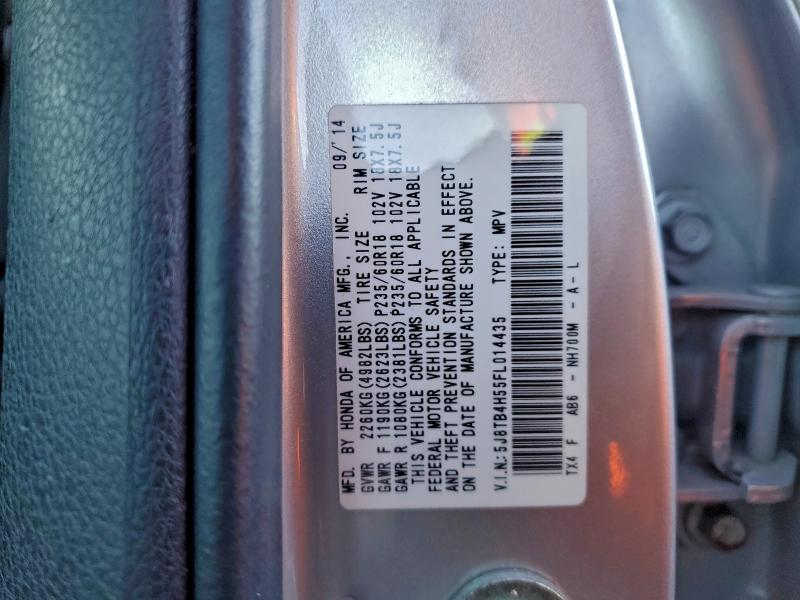 MFD. BY HONDA OF AMERICA MFG., INC. 09/'14
GVWR 2260KG(4982LBS) TIRE SIZE RIM SIZE
GAWR F 1190KG(2623LBS) P235/60R18 102V 18X7.5J
GAWR R 1080KG(2381LBS) P235/60R18 102V 18X7.5J
THIS VEHICLE CONFORMS TO ALL APPLICABLE
FEDERAL MOTOR VEHICLE SAFETY
AND THEFT PREVENTION STANDARDS IN EFFECT
ON THE DATE OF MANUFACTURE SHOWN ABOVE.
V.I.N.: 5J8TB4H55FL014435 TYPE: MPV
TX4 F AB6 - NH700M - A - L